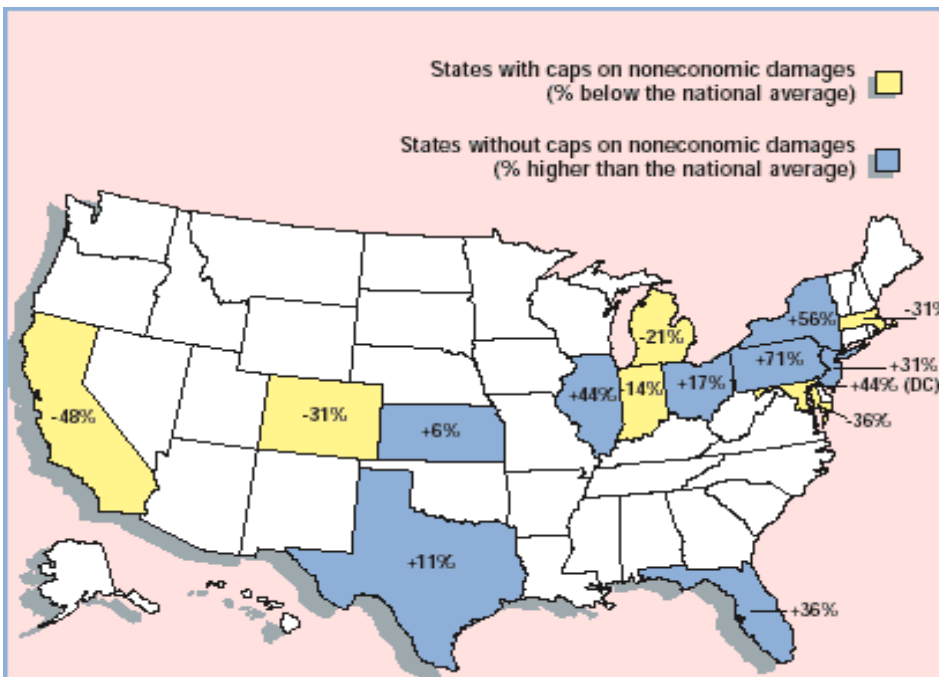 States with caps on noneconomic damages
(% below the national average)
States without caps on noneconomic damages
(% higher than the national average)
-31%
+56%
-21%
+71%
+31%
+44% (DC)
-14%
+17%
+44%
-36%
-48%
-31%
+6%
+11%
+36%